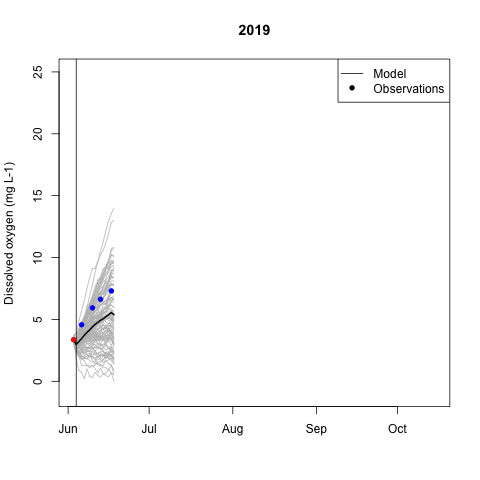 2019
Model
Observations
Dissolved oxygen (mg L-1)
25
20
15
10
5
0
Jun
Jul
Aug
Sep
Oct